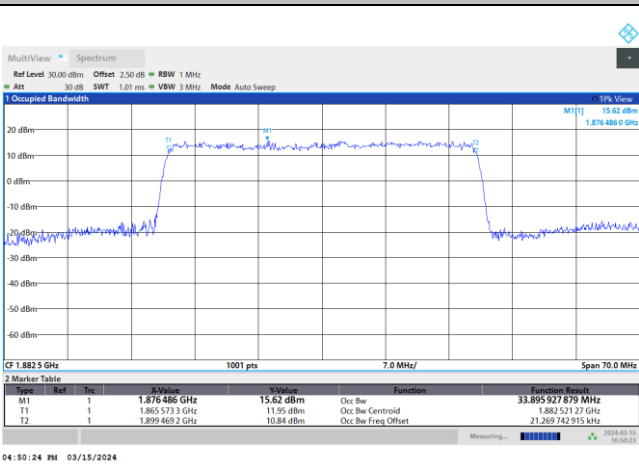 MultiView Spectrum
Ref Level 30.00 dBm Offset 2.50 dB RBW 1 MHz
Att 30 dB SWT 1.01 ms VBW 3 MHz Mode Auto Sweep
1 Occupied Bandwidth 1Pk View
M1[1] 15.62 dBm
1.876 486 0 GHz
20 dBm
T1 M1 T2
10 dBm
0 dBm
-10 dBm
-20 dBm
-30 dBm
-40 dBm
-50 dBm
-60 dBm
CF 1.882 5 GHz 1001 pts 7.0 MHz/ Span 70.0 MHz
2 Marker Table
Type Ref Trc X-Value Y-Value Function Function Result
M1 1 1.876 486 GHz 15.62 dBm Occ Bw 33.895 927 879 MHz
T1 1 1.865 573 3 GHz 11.95 dBm Occ Bw Centroid 1.882 521 27 GHz
T2 1 1.899 469 2 GHz 10.84 dBm Occ Bw Freq Offset 21.269 742 915 kHz
Measuring... 2024-03-15
16:50:23
04:50:24 PM 03/15/2024